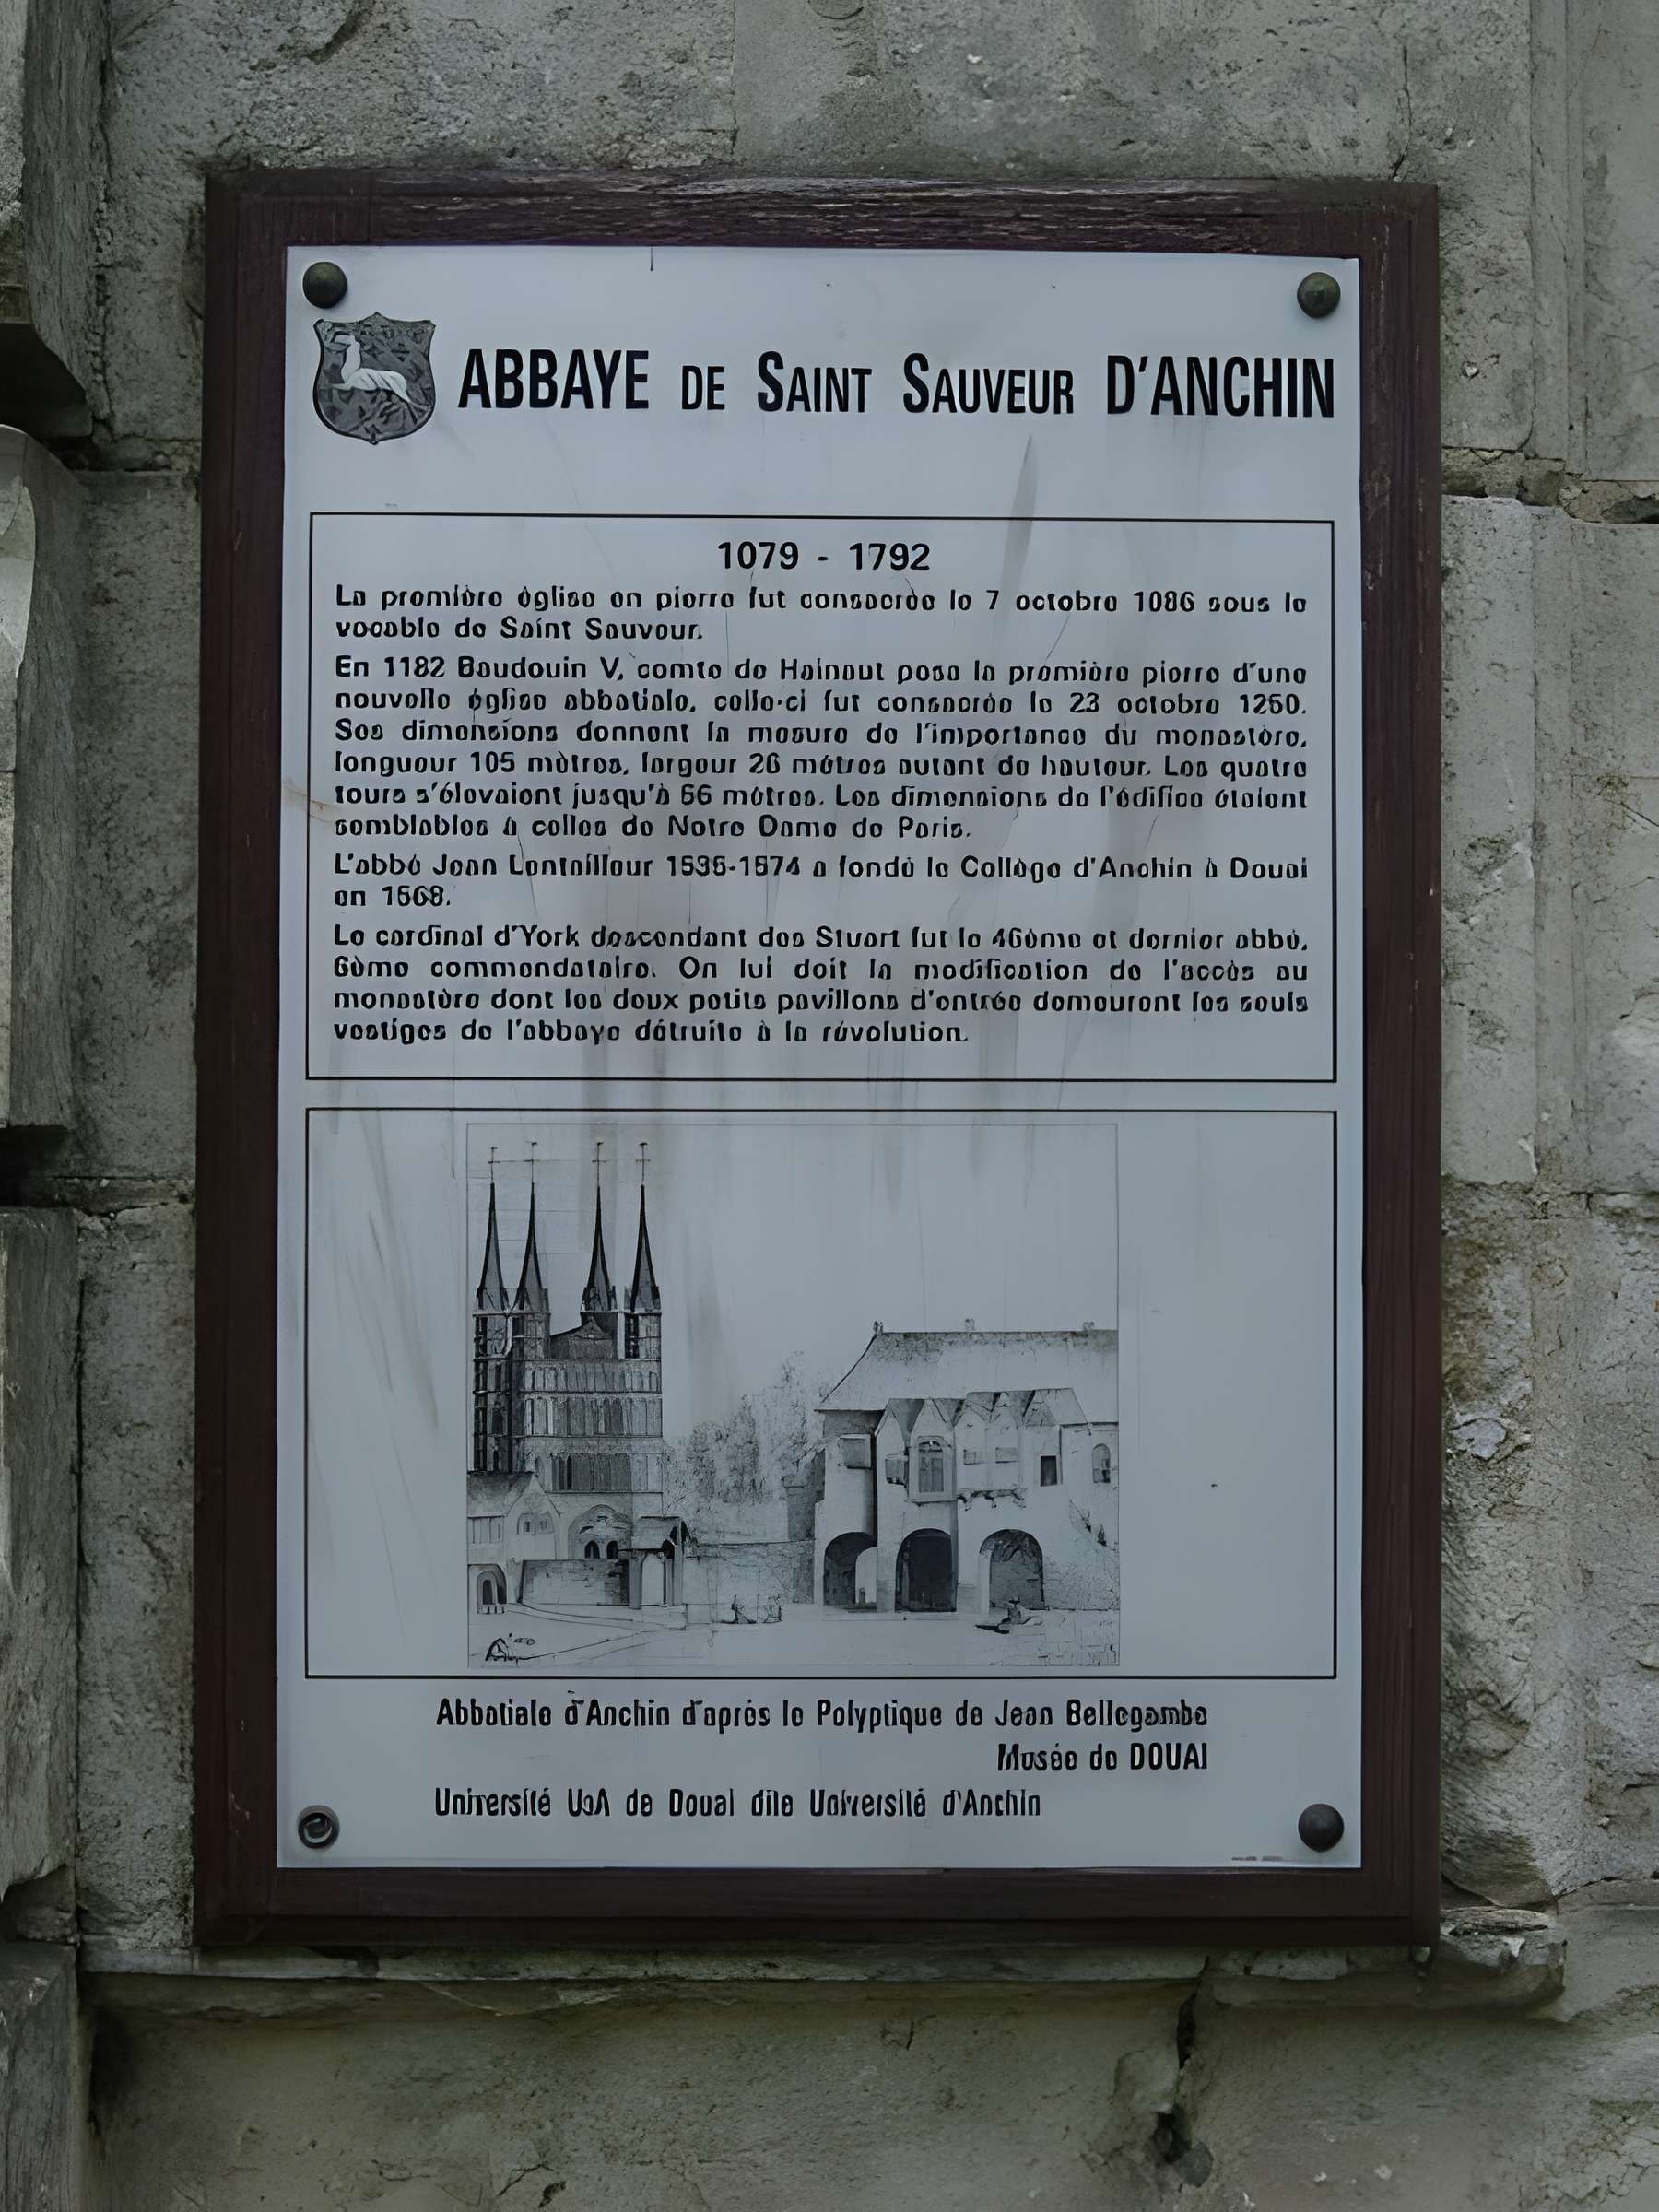 ABBAYE DE SAINT SAUVEUR D'ANCHIN
1079 - 1792
La première église en pierre fut consacrée le 7 octobre 1086 sous le
vocable de Saint Sauveur.
En 1182 Baudouin V, comte de Hainaut posa la première pierre d'une
nouvelle église abbatiale, celle-ci fut consacrée le 23 octobre 1250.
Ses dimensions donnent la mesure de l'importance du monastère,
longueur 105 mètres, largeur 26 mètres autant de hauteur. Les quatre
tours s'élevaient jusqu'à 56 mètres. Les dimensions de l'édifice étaient
semblables à celles de Notre Dame de Paris.
L'abbé Jean Lentailleur 1535-1574 a fondé le Collège d'Anchin à Douai
en 1568.
Le cardinal d'York descendant des Stuart fut le 46ème et dernier abbé,
6ème commendataire. On lui doit la modification de l'accès au
monastère dont les deux petits pavillons d'entrée demeurent les seuls
vestiges de l'abbaye détruite à la révolution.
Abbatiale d'Anchin d'après le Polyptique de Jean Bellegambe
Musée de DOUAI
Université de Douai dite Université d'Anchin